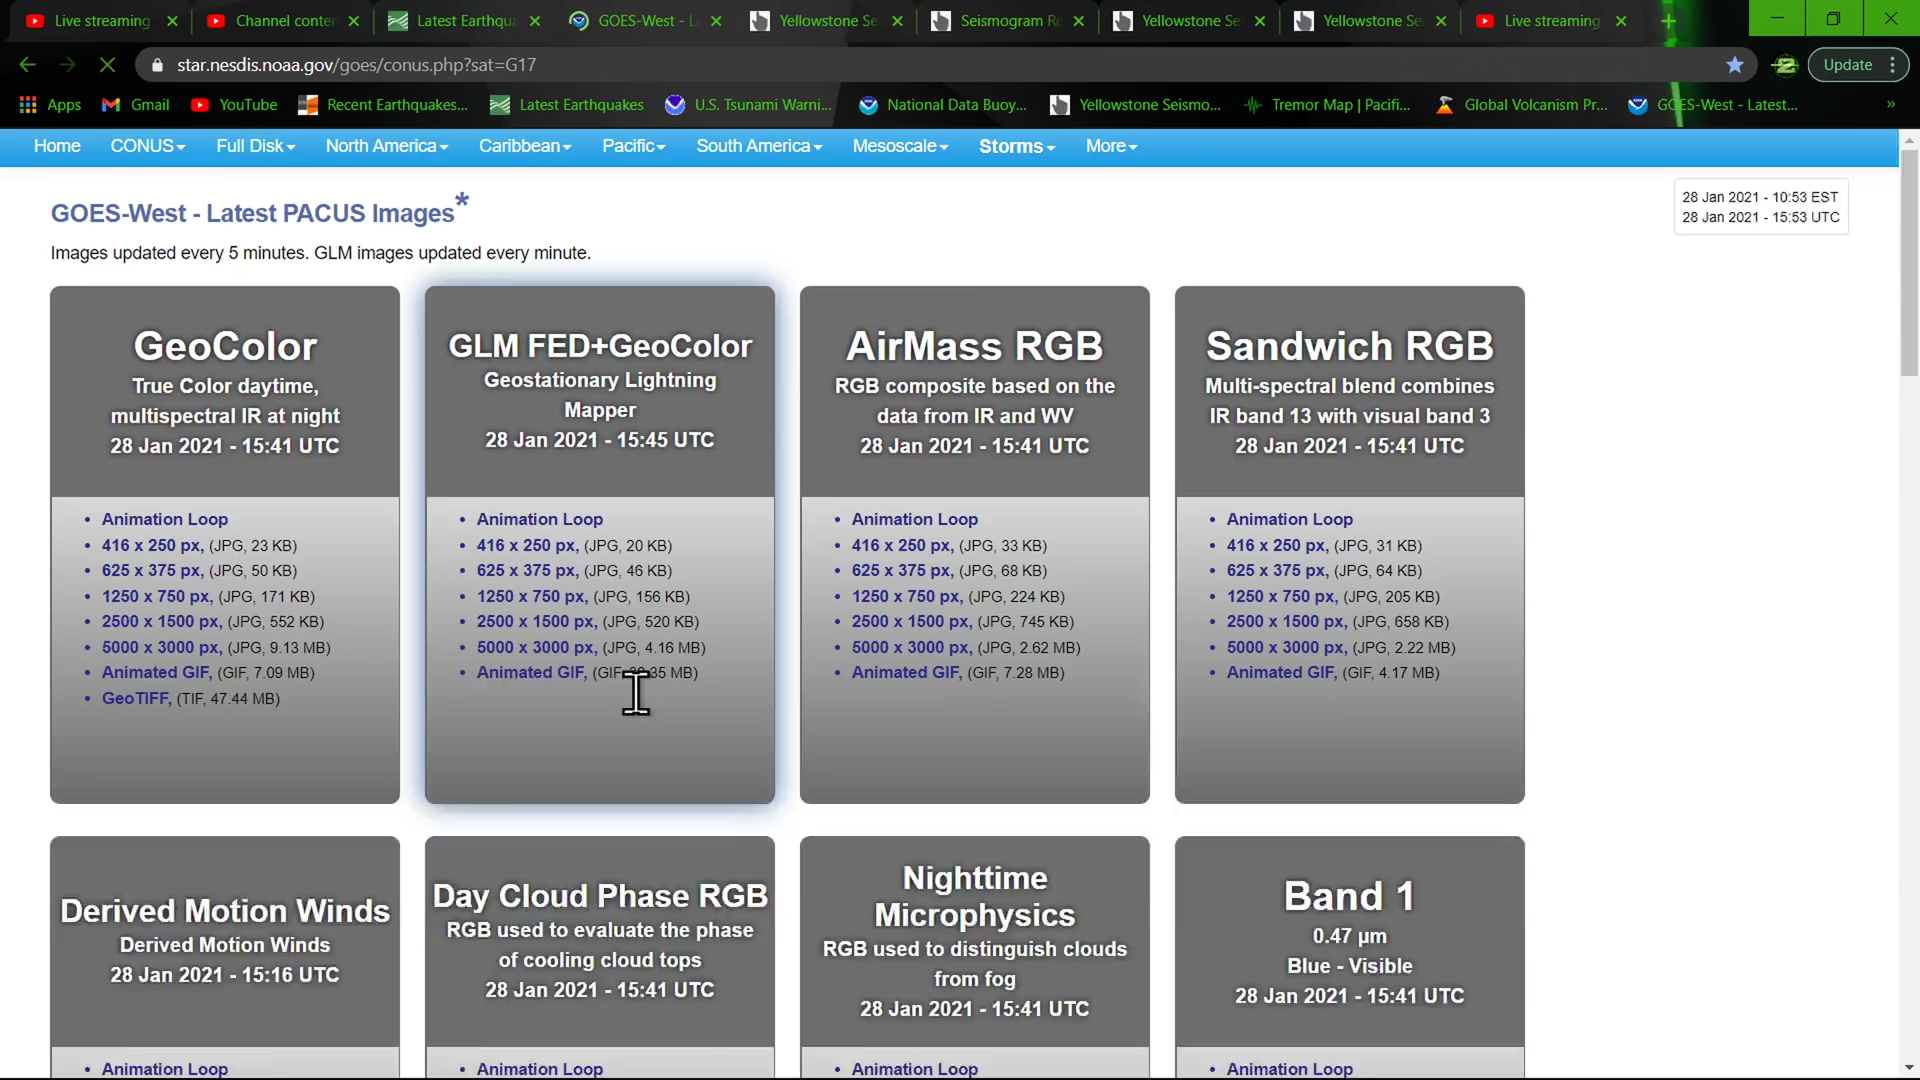 Live streaming
Channel conter
Latest Earthqua
GOES-West - L
Yellowstone Se
Seismogram Re
Yellowstone Se
Yellowstone Se
Live streaming
star.nesdis.noaa.gov/goes/conus.php?sat=G17
Update
Apps
Gmail
YouTube
Recent Earthquakes...
Latest Earthquakes
U.S. Tsunami Warni...
National Data Buoy...
Yellowstone Seismo...
Tremor Map | Pacifi...
Global Volcanism Pr...
GOES-West - Latest...
»
Home
CONUS
Full Disk
North America
Caribbean
Pacific
South America
Mesoscale
Storms
More
GOES-West - Latest PACUS Images*
28 Jan 2021 - 10:53 EST
28 Jan 2021 - 15:53 UTC
Images updated every 5 minutes. GLM images updated every minute.
GeoColor
True Color daytime,
multispectral IR at night
28 Jan 2021 - 15:41 UTC
• Animation Loop
• 416 x 250 px, (JPG, 23 KB)
• 625 x 375 px, (JPG, 50 KB)
• 1250 x 750 px, (JPG, 171 KB)
• 2500 x 1500 px, (JPG, 552 KB)
• 5000 x 3000 px, (JPG, 9.13 MB)
• Animated GIF, (GIF, 7.09 MB)
• GeoTIFF, (TIF, 47.44 MB)
GLM FED+GeoColor
Geostationary Lightning
Mapper
28 Jan 2021 - 15:45 UTC
• Animation Loop
• 416 x 250 px, (JPG, 20 KB)
• 625 x 375 px, (JPG, 46 KB)
• 1250 x 750 px, (JPG, 156 KB)
• 2500 x 1500 px, (JPG, 520 KB)
• 5000 x 3000 px, (JPG, 4.16 MB)
• Animated GIF, (GIF, MB)
AirMass RGB
RGB composite based on the
data from IR and WV
28 Jan 2021 - 15:41 UTC
• Animation Loop
• 416 x 250 px, (JPG, 33 KB)
• 625 x 375 px, (JPG, 68 KB)
• 1250 x 750 px, (JPG, 224 KB)
• 2500 x 1500 px, (JPG, 745 KB)
• 5000 x 3000 px, (JPG, 2.62 MB)
• Animated GIF, (GIF, 7.28 MB)
Sandwich RGB
Multi-spectral blend combines
IR band 13 with visual band 3
28 Jan 2021 - 15:41 UTC
• Animation Loop
• 416 x 250 px, (JPG, 31 KB)
• 625 x 375 px, (JPG, 64 KB)
• 1250 x 750 px, (JPG, 205 KB)
• 2500 x 1500 px, (JPG, 658 KB)
• 5000 x 3000 px, (JPG, 2.22 MB)
• Animated GIF, (GIF, 4.17 MB)
Derived Motion Winds
Derived Motion Winds
28 Jan 2021 - 15:16 UTC
• Animation Loop
Day Cloud Phase RGB
RGB used to evaluate the phase
of cooling cloud tops
28 Jan 2021 - 15:41 UTC
• Animation Loop
Nighttime
Microphysics
RGB used to distinguish clouds
from fog
28 Jan 2021 - 15:41 UTC
• Animation Loop
Band 1
0.47 µm
Blue - Visible
28 Jan 2021 - 15:41 UTC
• Animation Loop